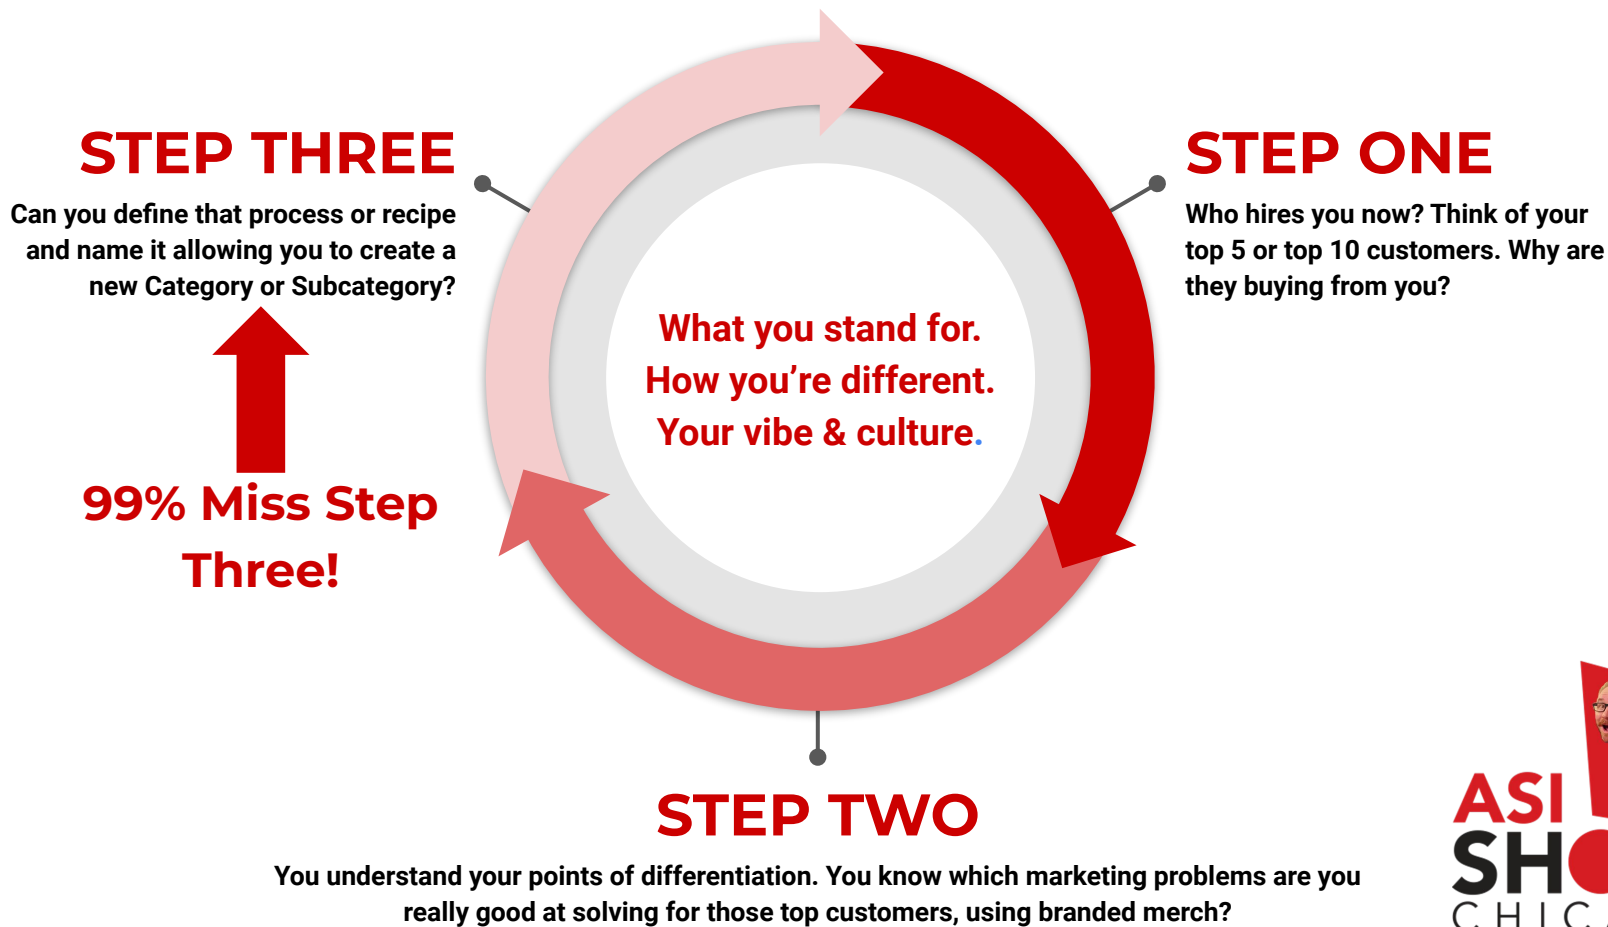 STEP THREE
Can you define that process or recipe
and name it allowing you to create a
new Category or Subcategory?
99% Miss Step
Three!
What you stand for.
How you’re different.
Your vibe & culture.
STEP ONE
Who hires you now? Think of your
top 5 or top 10 customers. Why are
they buying from you?
STEP TWO
You understand your points of differentiation. You know which marketing problems are you
really good at solving for those top customers, using branded merch?
ASI